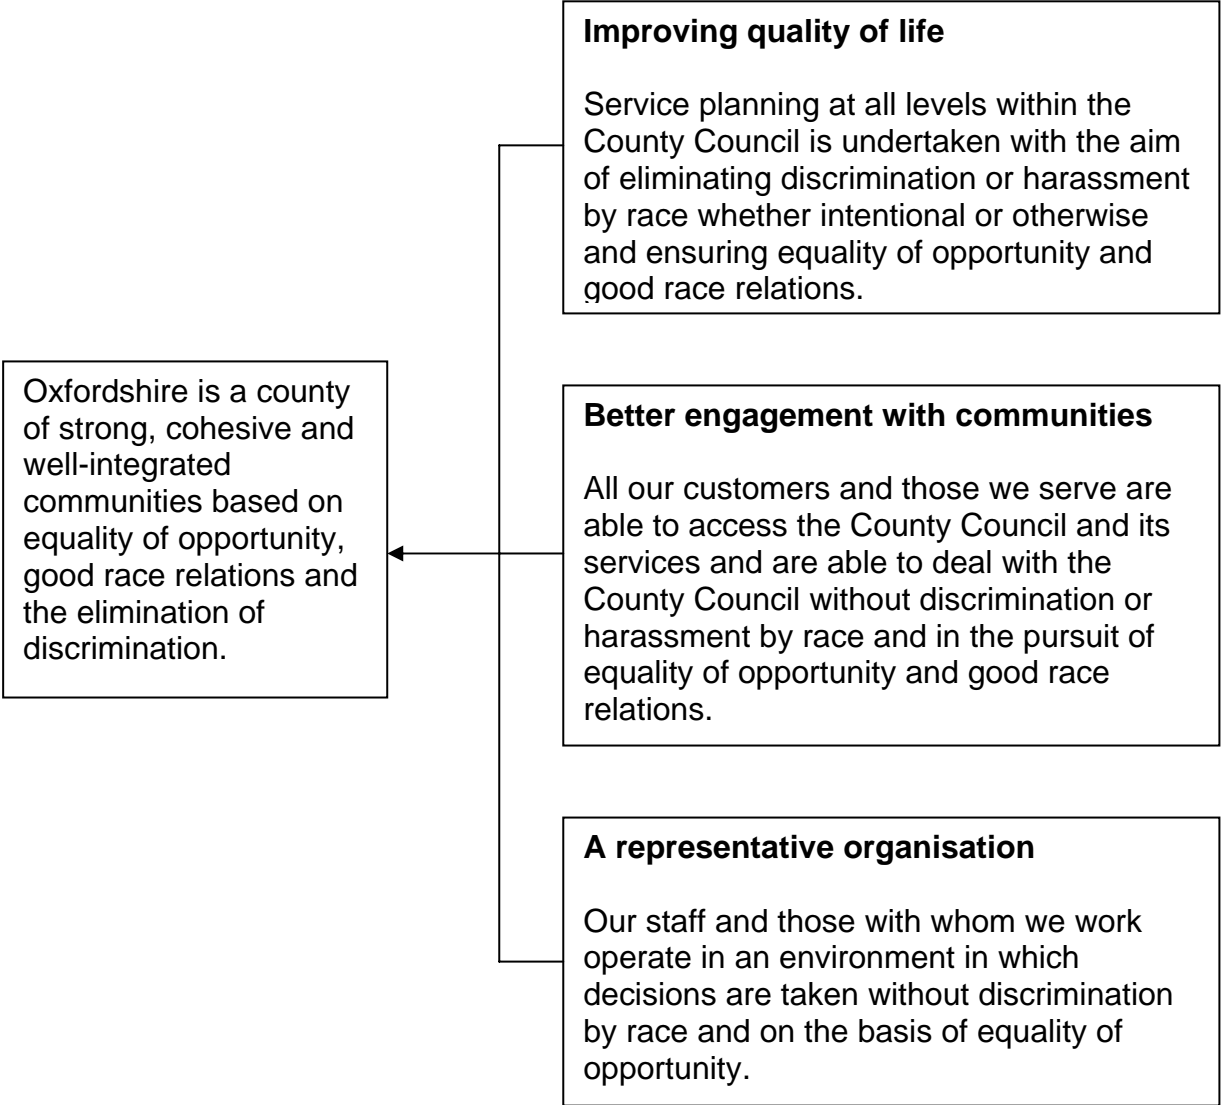 Improving quality of life
Service planning at all levels within the
County Council is undertaken with the aim
of eliminating discrimination or harassment
by race whether intentional or otherwise
and ensuring equality of opportunity and
good race relations.
Oxfordshire is a county
of strong, cohesive and
well-integrated
communities based on
equality of opportunity,
good race relations and
the elimination of
discrimination.
Better engagement with communities
All our customers and those we serve are
able to access the County Council and its
services and are able to deal with the
County Council without discrimination or
harassment by race and in the pursuit of
equality of opportunity and good race
relations.
A representative organisation
Our staff and those with whom we work
operate in an environment in which
decisions are taken without discrimination
by race and on the basis of equality of
opportunity.